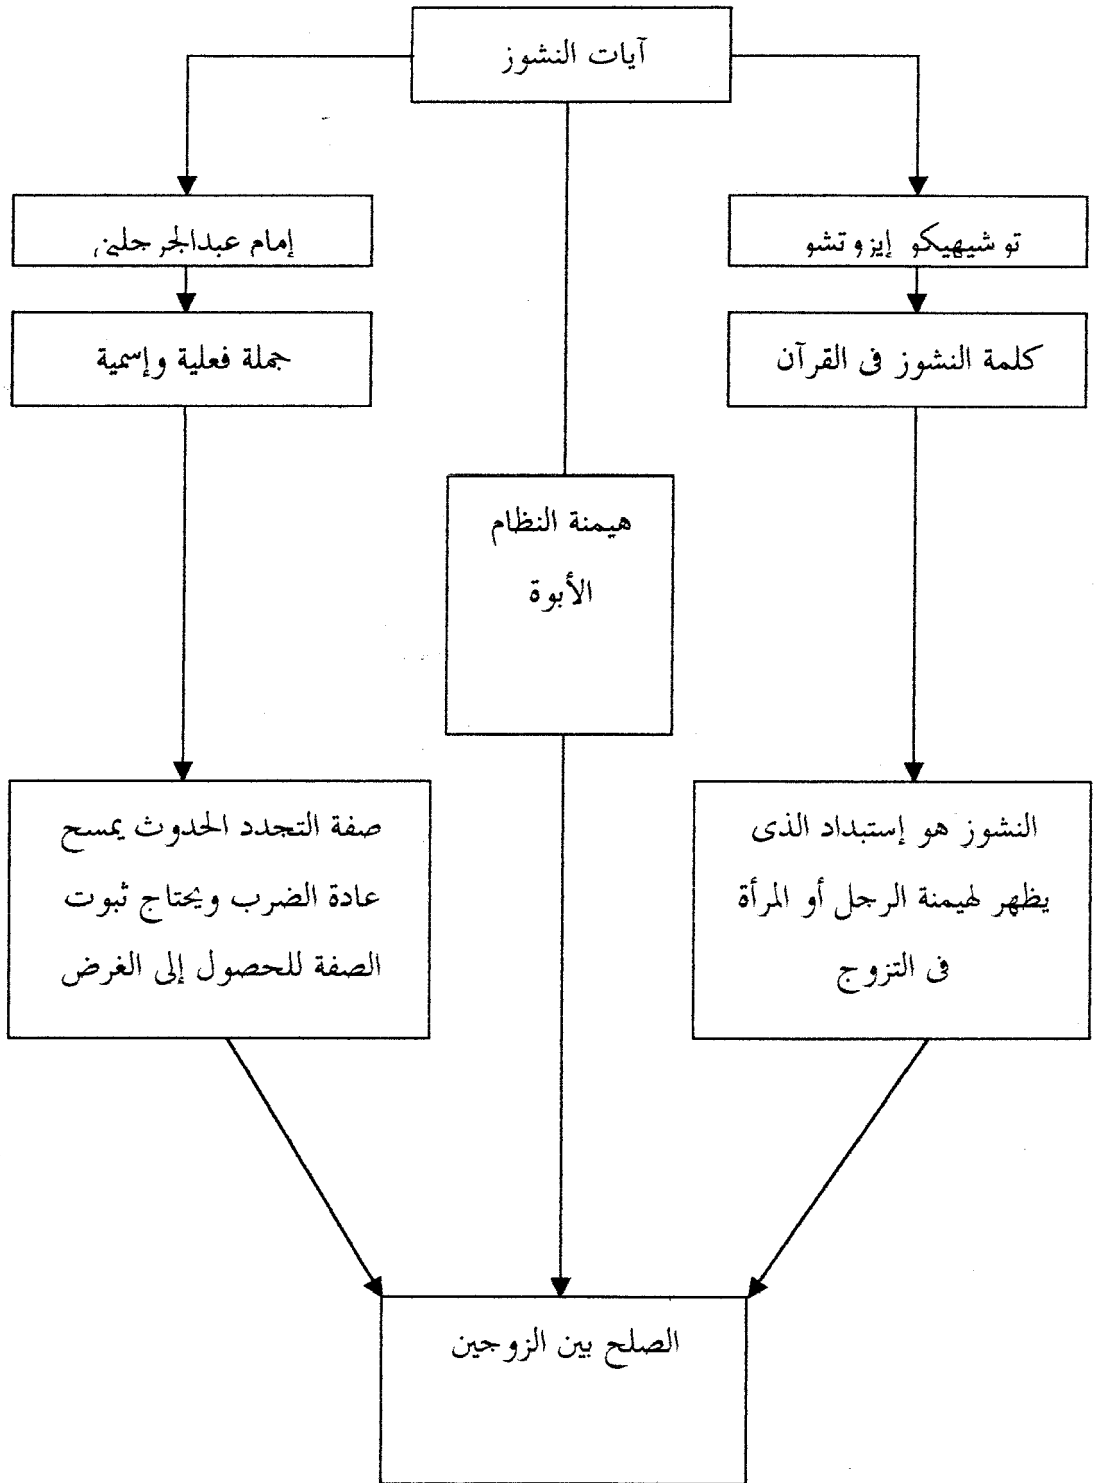 آيات النشوز
توشيهيكو إيزوتشو
إمام عبدالجرجاني
كلمة النشوز فى القرآن
جملة فعلية وإسمية
هيمنة النظام
الأبوة
النشوز هو إستبداد الذى
يظهر لهيمنة الرجل أو المرأة
فى التزوج
صفة التجدد الحدوث يمسح
عادة الضرب ويحتاج ثبوت
الصفة للحصول إلى الغرض
الصلح بين الزوجين